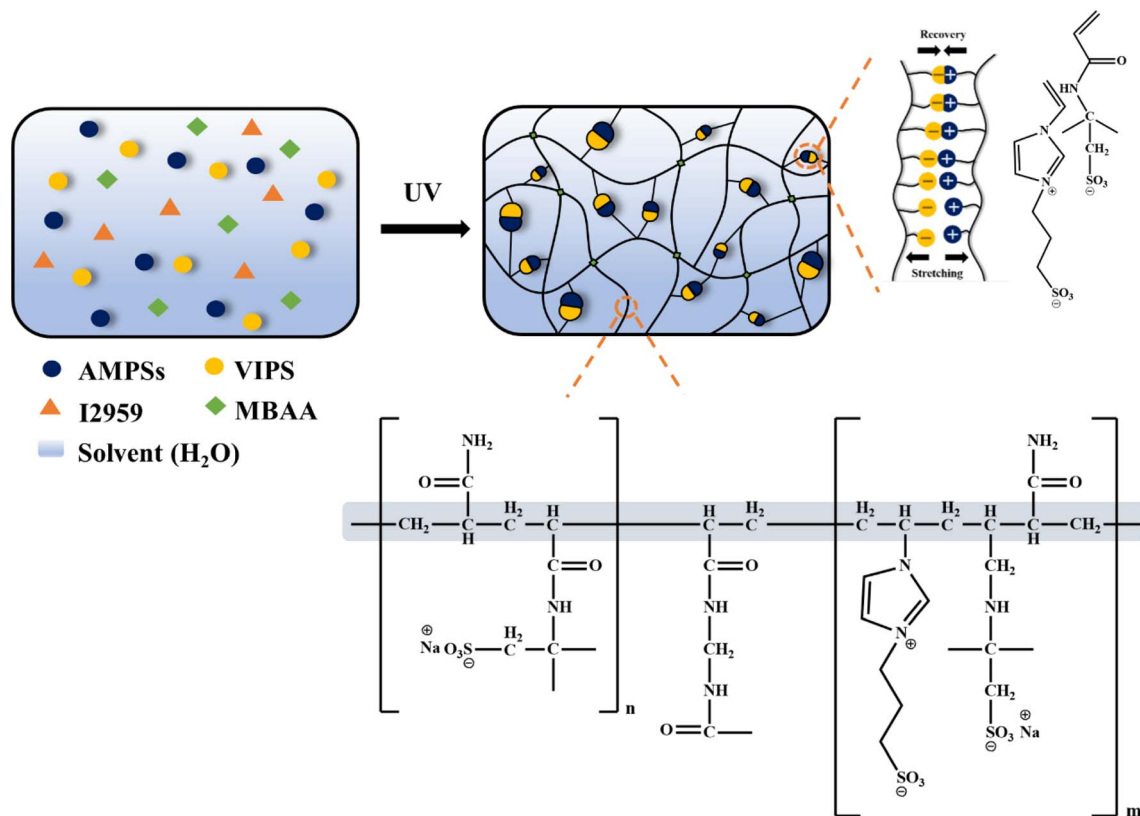 UV
Recovery
− +
− +
− +
− +
− +
− +
− +
Stretching
O
HN
C
CH2
SO3
⊖
N
N
⊕
SO3
⊖
AMPSs
VIPS
I2959
MBAA
Solvent (H2O)
NH2
O C
CH2 C H H2 C H C
C O
NH
Na ⊕ O3S ⊖ H2 C C
n
H C H2 C
C O
NH
CH2
NH
O C
NH2
C O
H2 C H C H2 C H C C H CH2
N
N
⊕
CH2
NH
C
CH2
SO3 ⊖ Na ⊕
SO3
⊖
m